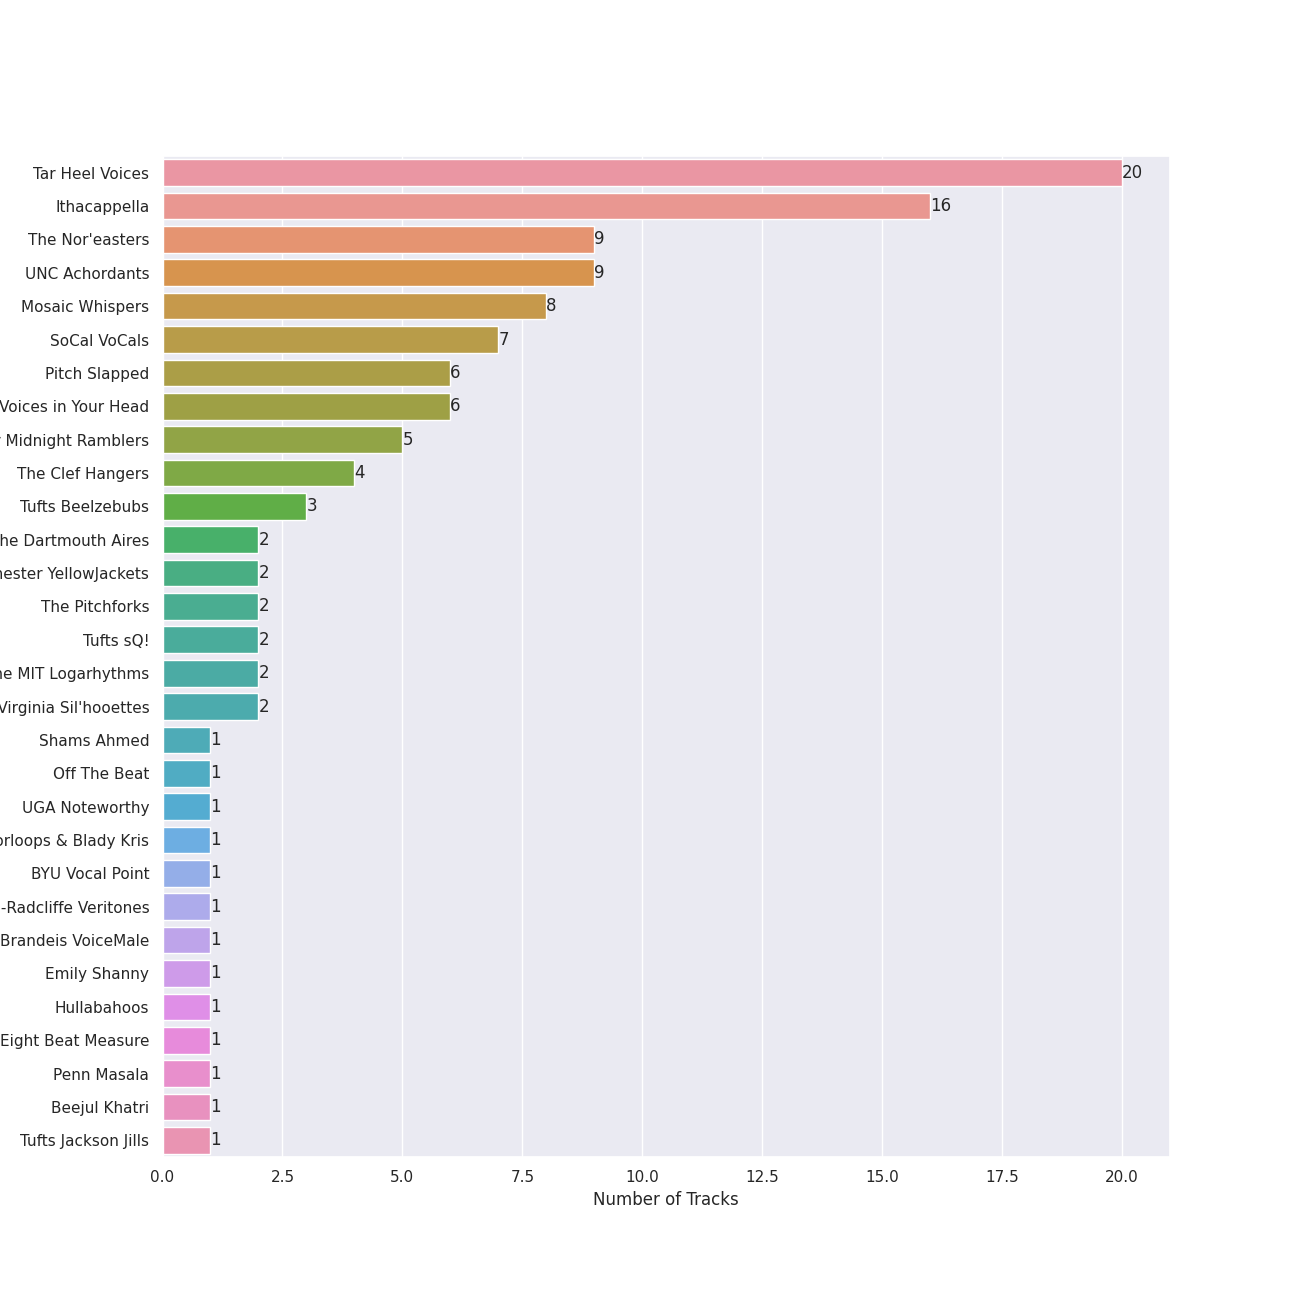 Tar Heel Voices 20
Ithacappella 16
The Nor'easters 9
UNC Achordants 9
Mosaic Whispers 8
SoCal VoCals 7
Pitch Slapped 6
Voices in Your Head 6
Midnight Ramblers 5
The Clef Hangers 4
Tufts Beelzebubs 3
he Dartmouth Aires 2
hester YellowJackets 2
The Pitchforks 2
Tufts sQ! 2
he MIT Logarhythms 2
Virginia Sil'hooettes 2
Shams Ahmed 1
Off The Beat 1
UGA Noteworthy 1
orloops & Blady Kris 1
BYU Vocal Point 1
-Radcliffe Veritones 1
Brandeis VoiceMale 1
Emily Shanny 1
Hullabahoos 1
Eight Beat Measure 1
Penn Masala 1
Beejul Khatri 1
Tufts Jackson Jills 1
0.0 2.5 5.0 7.5 10.0 12.5 15.0 17.5 20.0
Number of Tracks